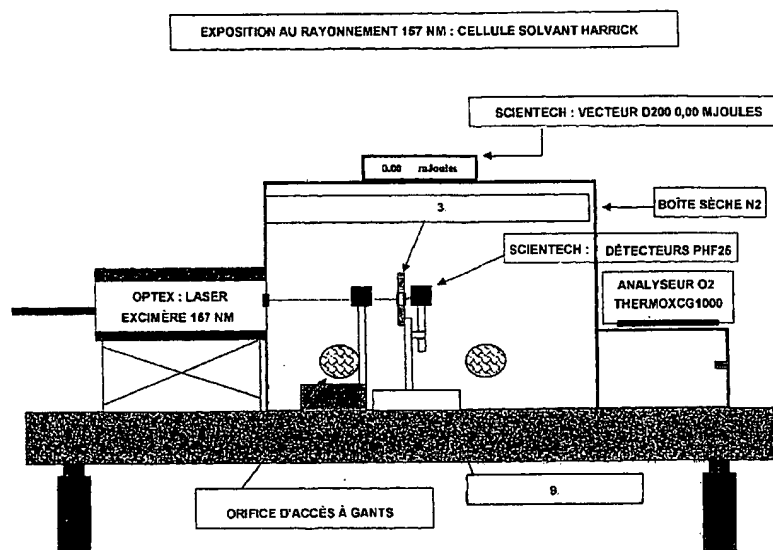 EXPOSITION AU RAYONNEMENT 157 NM : CELLULE SOLVANT HARRICK
SCIENTECH : VECTEUR D200 0,00 MJOULES
0.00 mJoules
3.
BOÎTE SÈCHE N2
SCIENTECH : DÉTECTEURS PHF25
OPTEX : LASER
EXCIMÈRE 157 NM
ANALYSEUR O2
THERMOXCG1000
9.
ORIFICE D'ACCÈS À GANTS